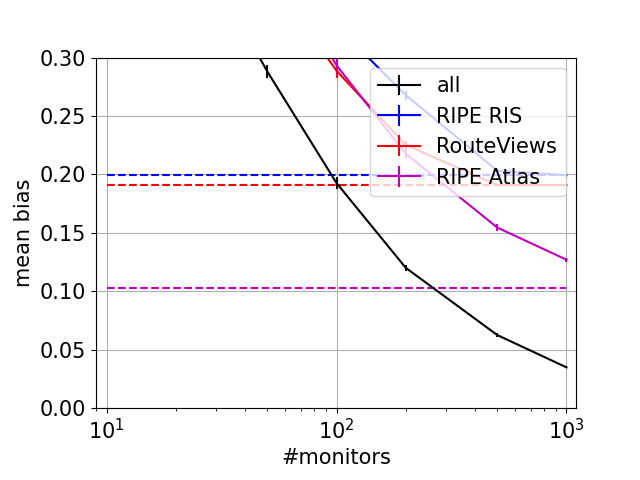 0.30
0.25
0.20
0.15
0.10
0.05
0.00
mean bias
all
RIPE RIS
RouteViews
RIPE Atlas
10¹ 10² 10³
#monitors